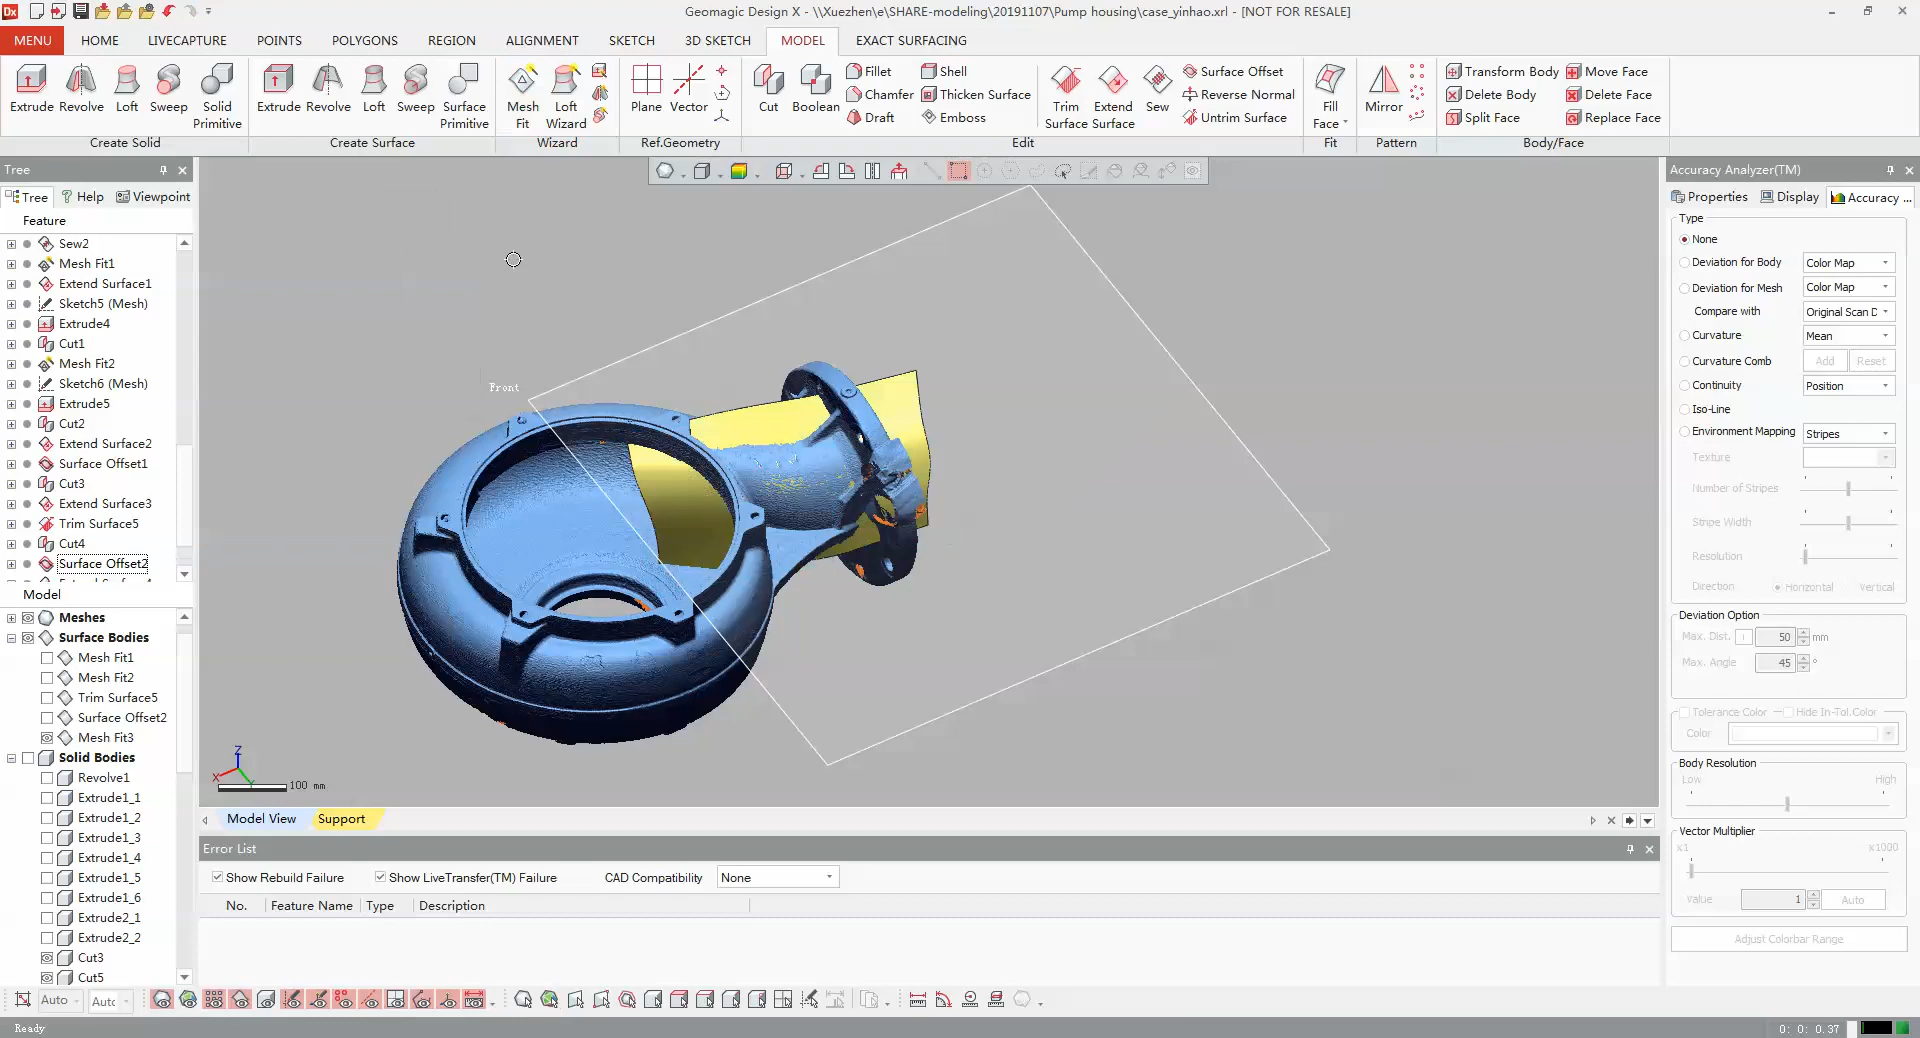 Geomagic Design X - \\Xuezhen\e\SHARE-modeling\20191107\Pump housing\case_yinhao.xrl - [NOT FOR RESALE]
MENU HOME LIVECAPTURE POINTS POLYGONS REGION ALIGNMENT SKETCH 3D SKETCH MODEL EXACT SURFACING
Extrude Revolve Loft Sweep Solid Primitive
Create Solid
Extrude Revolve Loft Sweep Surface Primitive
Create Surface
Mesh Fit Loft Wizard
Wizard
Plane Vector
Ref.Geometry
Cut Boolean
Fillet Shell
Chamfer Thicken Surface
Draft Emboss
Trim Surface Extend Surface Sew
Surface Offset
Reverse Normal
Untrim Surface
Edit
Fill Face
Fit
Mirror
Pattern
Transform Body Move Face
Delete Body Delete Face
Split Face Replace Face
Body/Face
Tree
Tree Help Viewpoint
Feature
Sew2
Mesh Fit1
Extend Surface1
Sketch5 (Mesh)
Extrude4
Cut1
Mesh Fit2
Sketch6 (Mesh)
Extrude5
Cut2
Extend Surface2
Surface Offset1
Cut3
Extend Surface3
Trim Surface5
Cut4
Surface Offset2
Model
Meshes
Surface Bodies
Mesh Fit1
Mesh Fit2
Trim Surface5
Surface Offset2
Mesh Fit3
Solid Bodies
Revolve1
Extrude1_1
Extrude1_2
Extrude1_3
Extrude1_4
Extrude1_5
Extrude1_6
Extrude2_1
Extrude2_2
Cut3
Cut5
Front
Z
X
100 mm
Model View Support
Error List
Show Rebuild Failure Show LiveTransfer(TM) Failure CAD Compatibility None
No. Feature Name Type Description
Accuracy Analyzer(TM)
Properties Display Accuracy ...
Type
None
Deviation for Body Color Map
Deviation for Mesh Color Map
Compare with Original Scan D
Curvature Mean
Curvature Comb Add Reset
Continuity Position
Iso-Line
Environment Mapping Stripes
Texture
Number of Stripes
Stripe Width
Resolution
Direction Horizontal Vertical
Deviation Option
Max. Dist. 50 mm
Max. Angle 45 °
Tolerance Color Hide In-Tol.Color
Color
Body Resolution
Low High
Vector Multiplier
x1 x1000
Value 1 Auto
Adjust Colorbar Range
Auto Auto
Ready
0: 0: 0.37